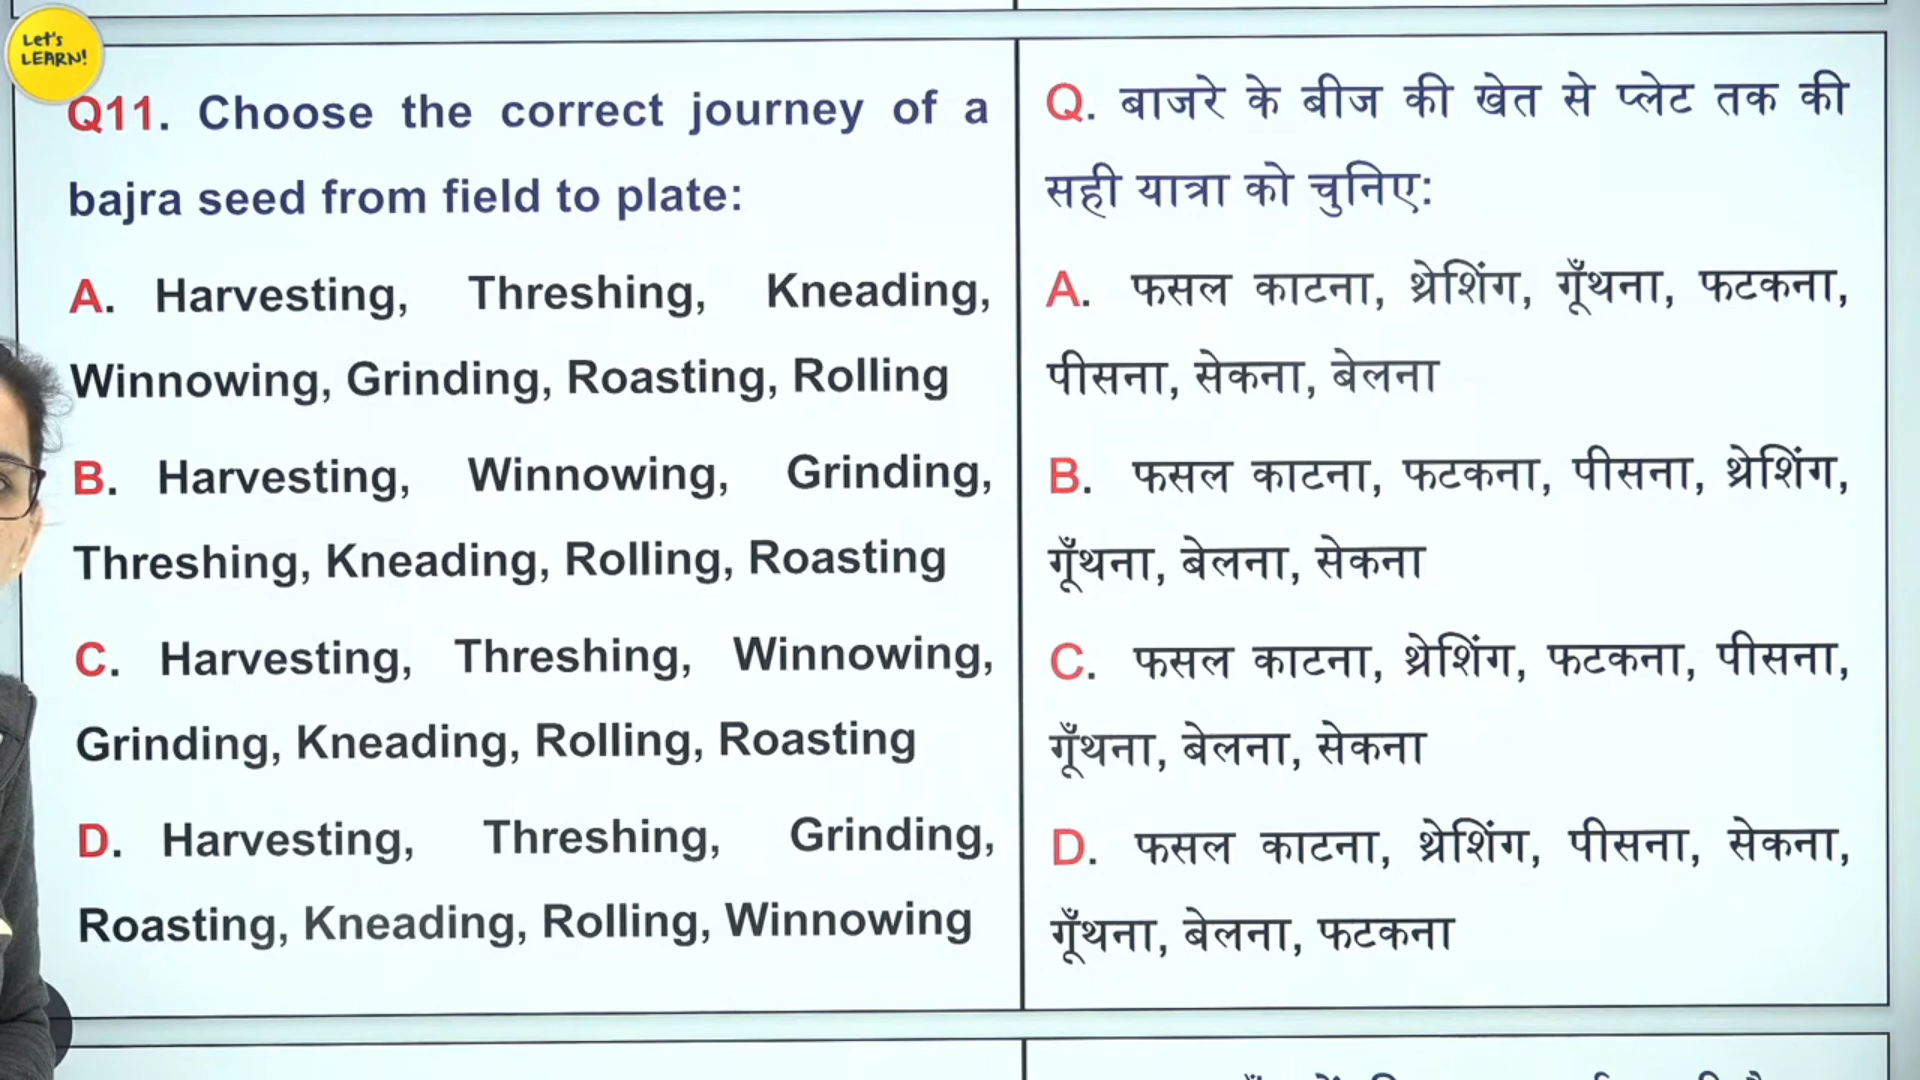 Let's
LEARN!
Q11. Choose the correct journey of a
bajra seed from field to plate:
A. Harvesting, Threshing, Kneading,
Winnowing, Grinding, Roasting, Rolling
B. Harvesting, Winnowing, Grinding,
Threshing, Kneading, Rolling, Roasting
C. Harvesting, Threshing, Winnowing,
Grinding, Kneading, Rolling, Roasting
D. Harvesting, Threshing, Grinding,
Roasting, Kneading, Rolling, Winnowing
Q. बाजरे के बीज की खेत से प्लेट तक की
सही यात्रा को चुनिए:
A. फसल काटना, थ्रेशिंग, गूँथना, फटकना,
पीसना, सेकना, बेलना
B. फसल काटना, फटकना, पीसना, थ्रेशिंग,
गूँथना, बेलना, सेकना
C. फसल काटना, थ्रेशिंग, फटकना, पीसना,
गूँथना, बेलना, सेकना
D. फसल काटना, थ्रेशिंग, पीसना, सेकना,
गूँथना, बेलना, फटकना